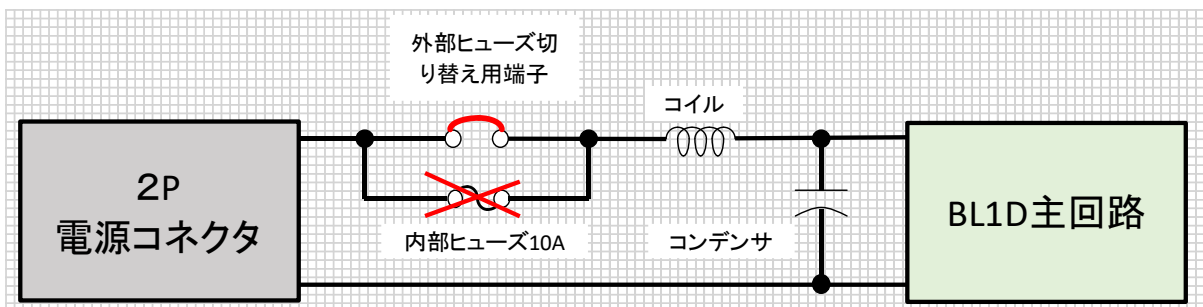 外部ヒューズ切
り替え用端子
コイル
２P
電源コネクタ
内部ヒューズ10A
コンデンサ
BL1D主回路